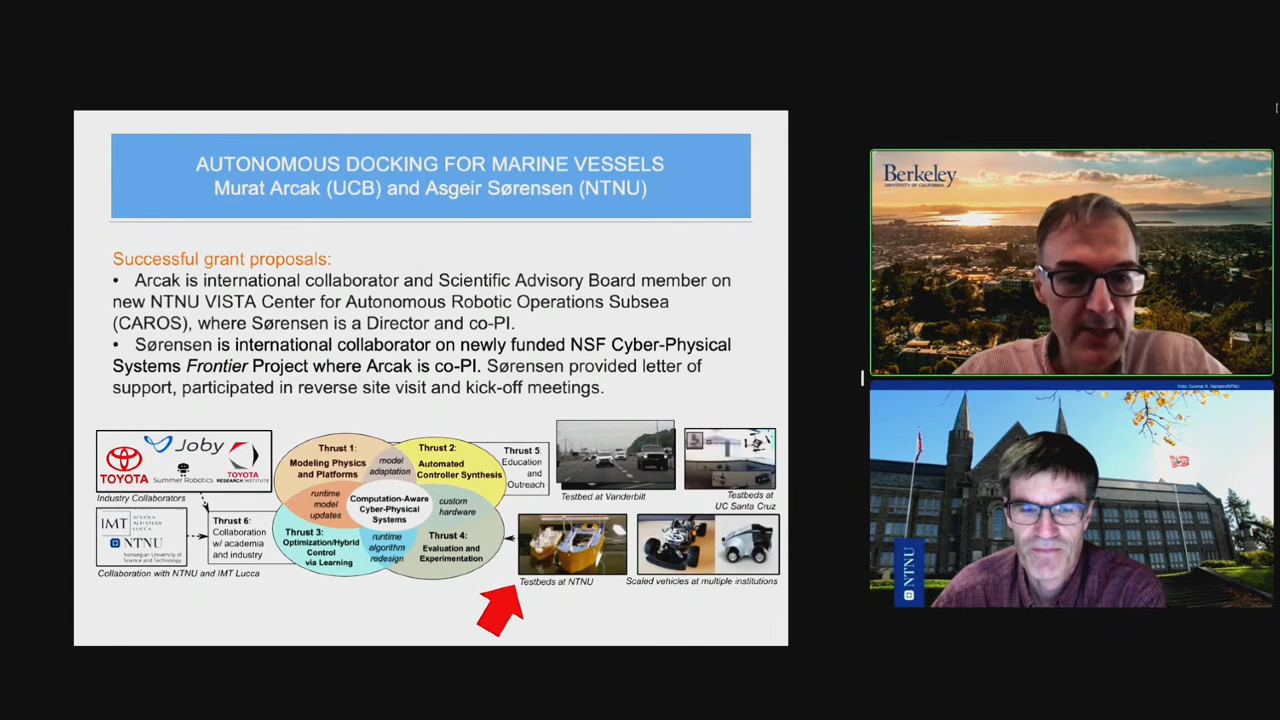 AUTONOMOUS DOCKING FOR MARINE VESSELS
Murat Arcak (UCB) and Asgeir Sørensen (NTNU)
Successful grant proposals:
• Arcak is international collaborator and Scientific Advisory Board member on
new NTNU VISTA Center for Autonomous Robotic Operations Subsea
(CAROS), where Sørensen is a Director and co-PI.
• Sørensen is international collaborator on newly funded NSF Cyber-Physical
Systems Frontier Project where Arcak is co-PI. Sørensen provided letter of
support, participated in reverse site visit and kick-off meetings.
Joby
TOYOTA
Summer Robotics
TOYOTA
RESEARCH INSTITUTE
Industry Collaborators
IMT
SCUOLA
ALTI STUDI
LUCCA
NTNU
Norwegian University of
Science and Technology
Collaboration with NTNU and IMT Lucca
Thrust 6:
Collaboration
w/ academia
and industry
Thrust 1:
Modeling Physics
and Platforms
model
adaptation
Thrust 2:
Automated
Controller Synthesis
runtime
model
updates
Computation-Aware
Cyber-Physical
Systems
custom
hardware
Thrust 3:
Optimization/Hybrid
Control
via Learning
runtime
algorithm
redesign
Thrust 4:
Evaluation and
Experimentation
Thrust 5:
Education
and
Outreach
Testbed at Vanderbilt
Testbeds at
UC Santa Cruz
Testbeds at NTNU
Scaled vehicles at multiple institutions
Berkeley
UNIVERSITY OF CALIFORNIA
Foto: Gunnar K. Hansen/NTNU
NTNU